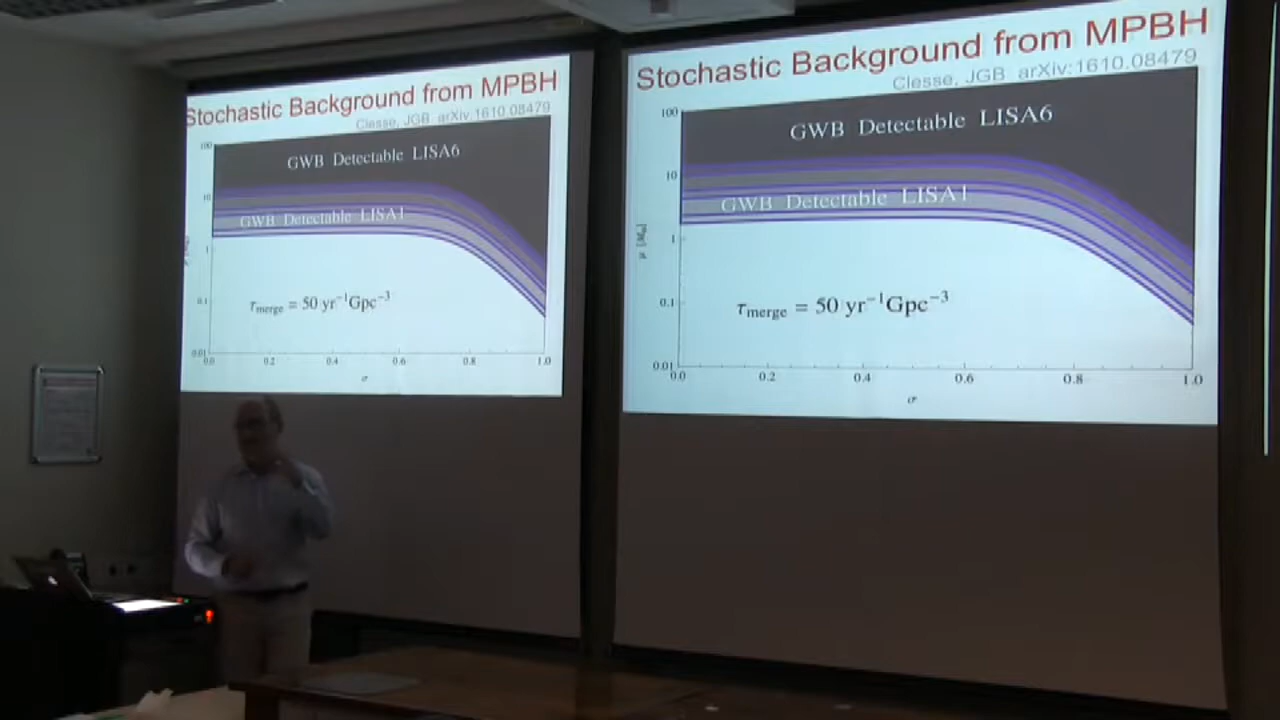 Stochastic Background from MPBH
Clesse, JGB arXiv:1610.08479
100
GWB Detectable LISA6
10
GWB Detectable LISA1
1
0.1
τmerge = 50 yr⁻¹Gpc⁻³
0.01
0.0 0.2 0.4 0.6 0.8 1.0
σ
Stochastic Background from MPBH
Clesse, JGB arXiv:1610.08479
100
GWB Detectable LISA6
10
GWB Detectable LISA1
1
0.1
τmerge = 50 yr⁻¹Gpc⁻³
0.01
0.0 0.2 0.4 0.6 0.8 1.0
σ